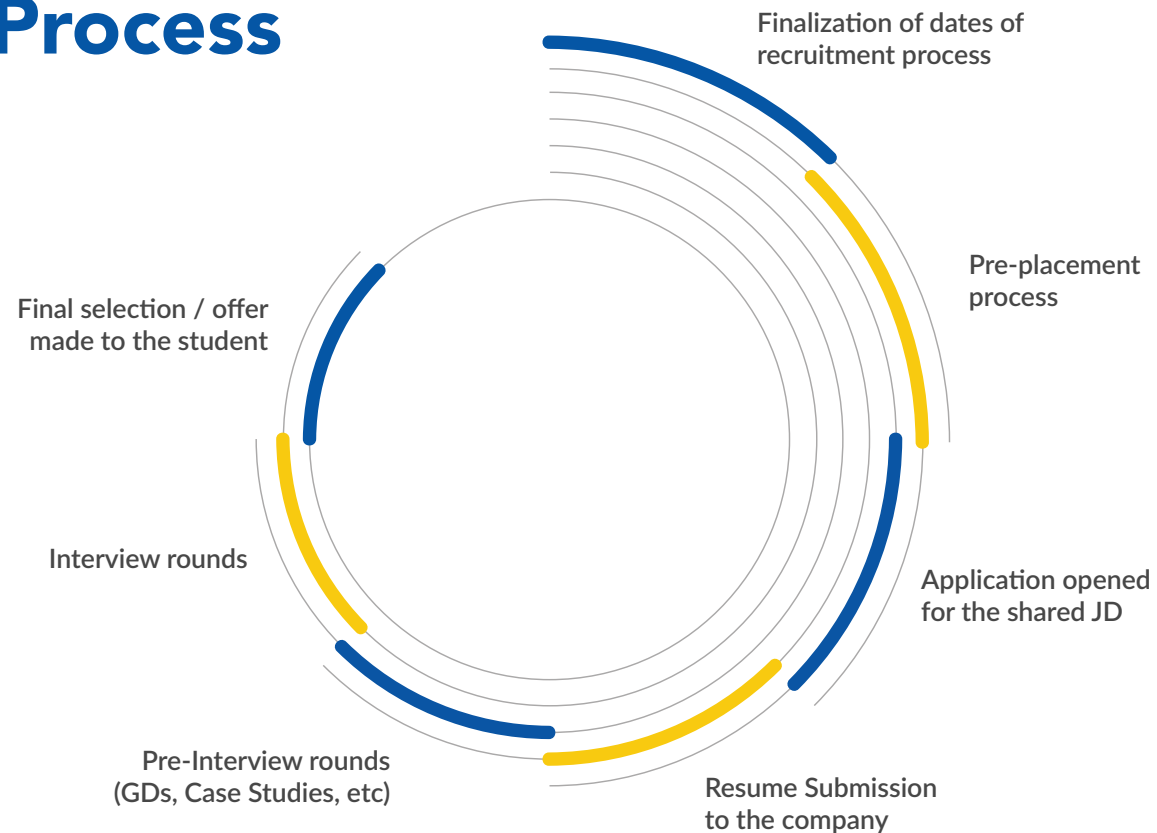 Process
Finalization of dates of
recruitment process
Pre-placement
process
Application opened
for the shared JD
Resume Submission
to the company
Pre-Interview rounds
(GDs, Case Studies, etc)
Interview rounds
Final selection / offer
made to the student